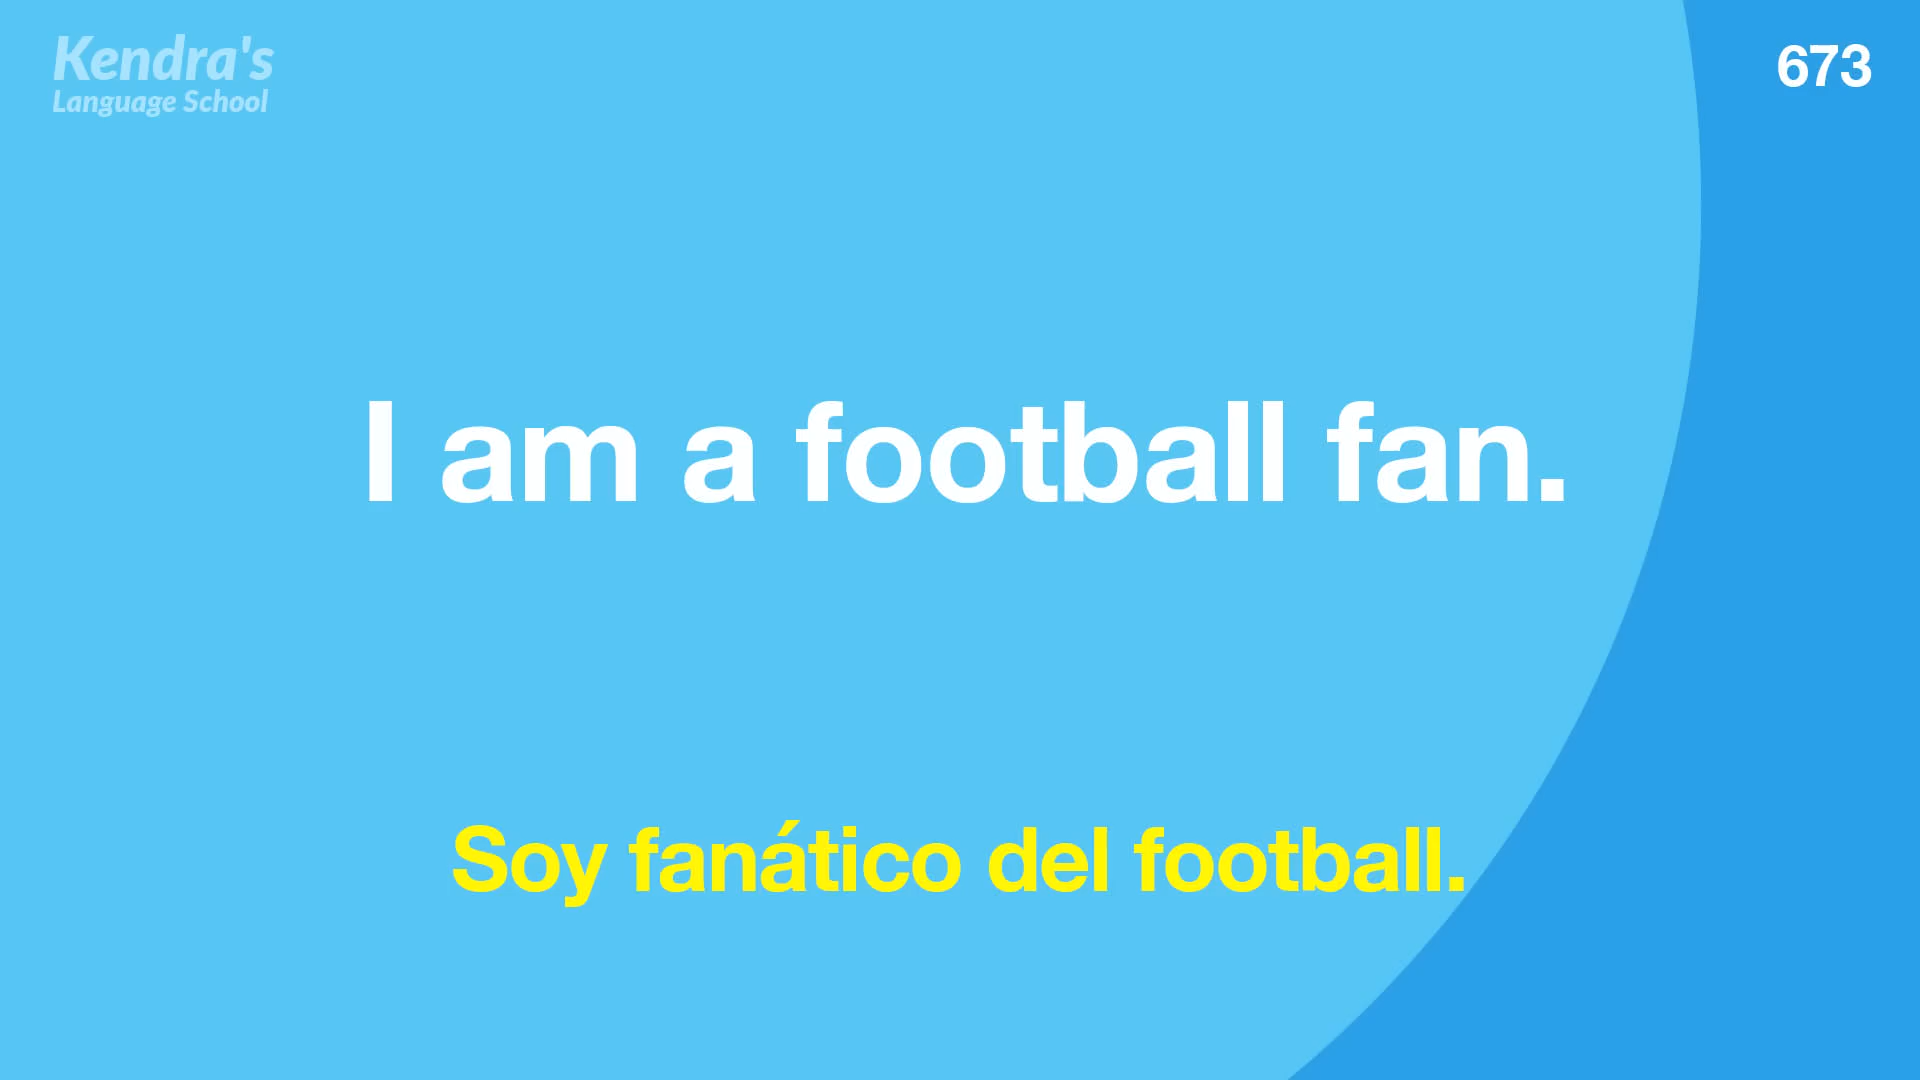 Kendra's
Language School
673
I am a football fan.
Soy fanático del football.